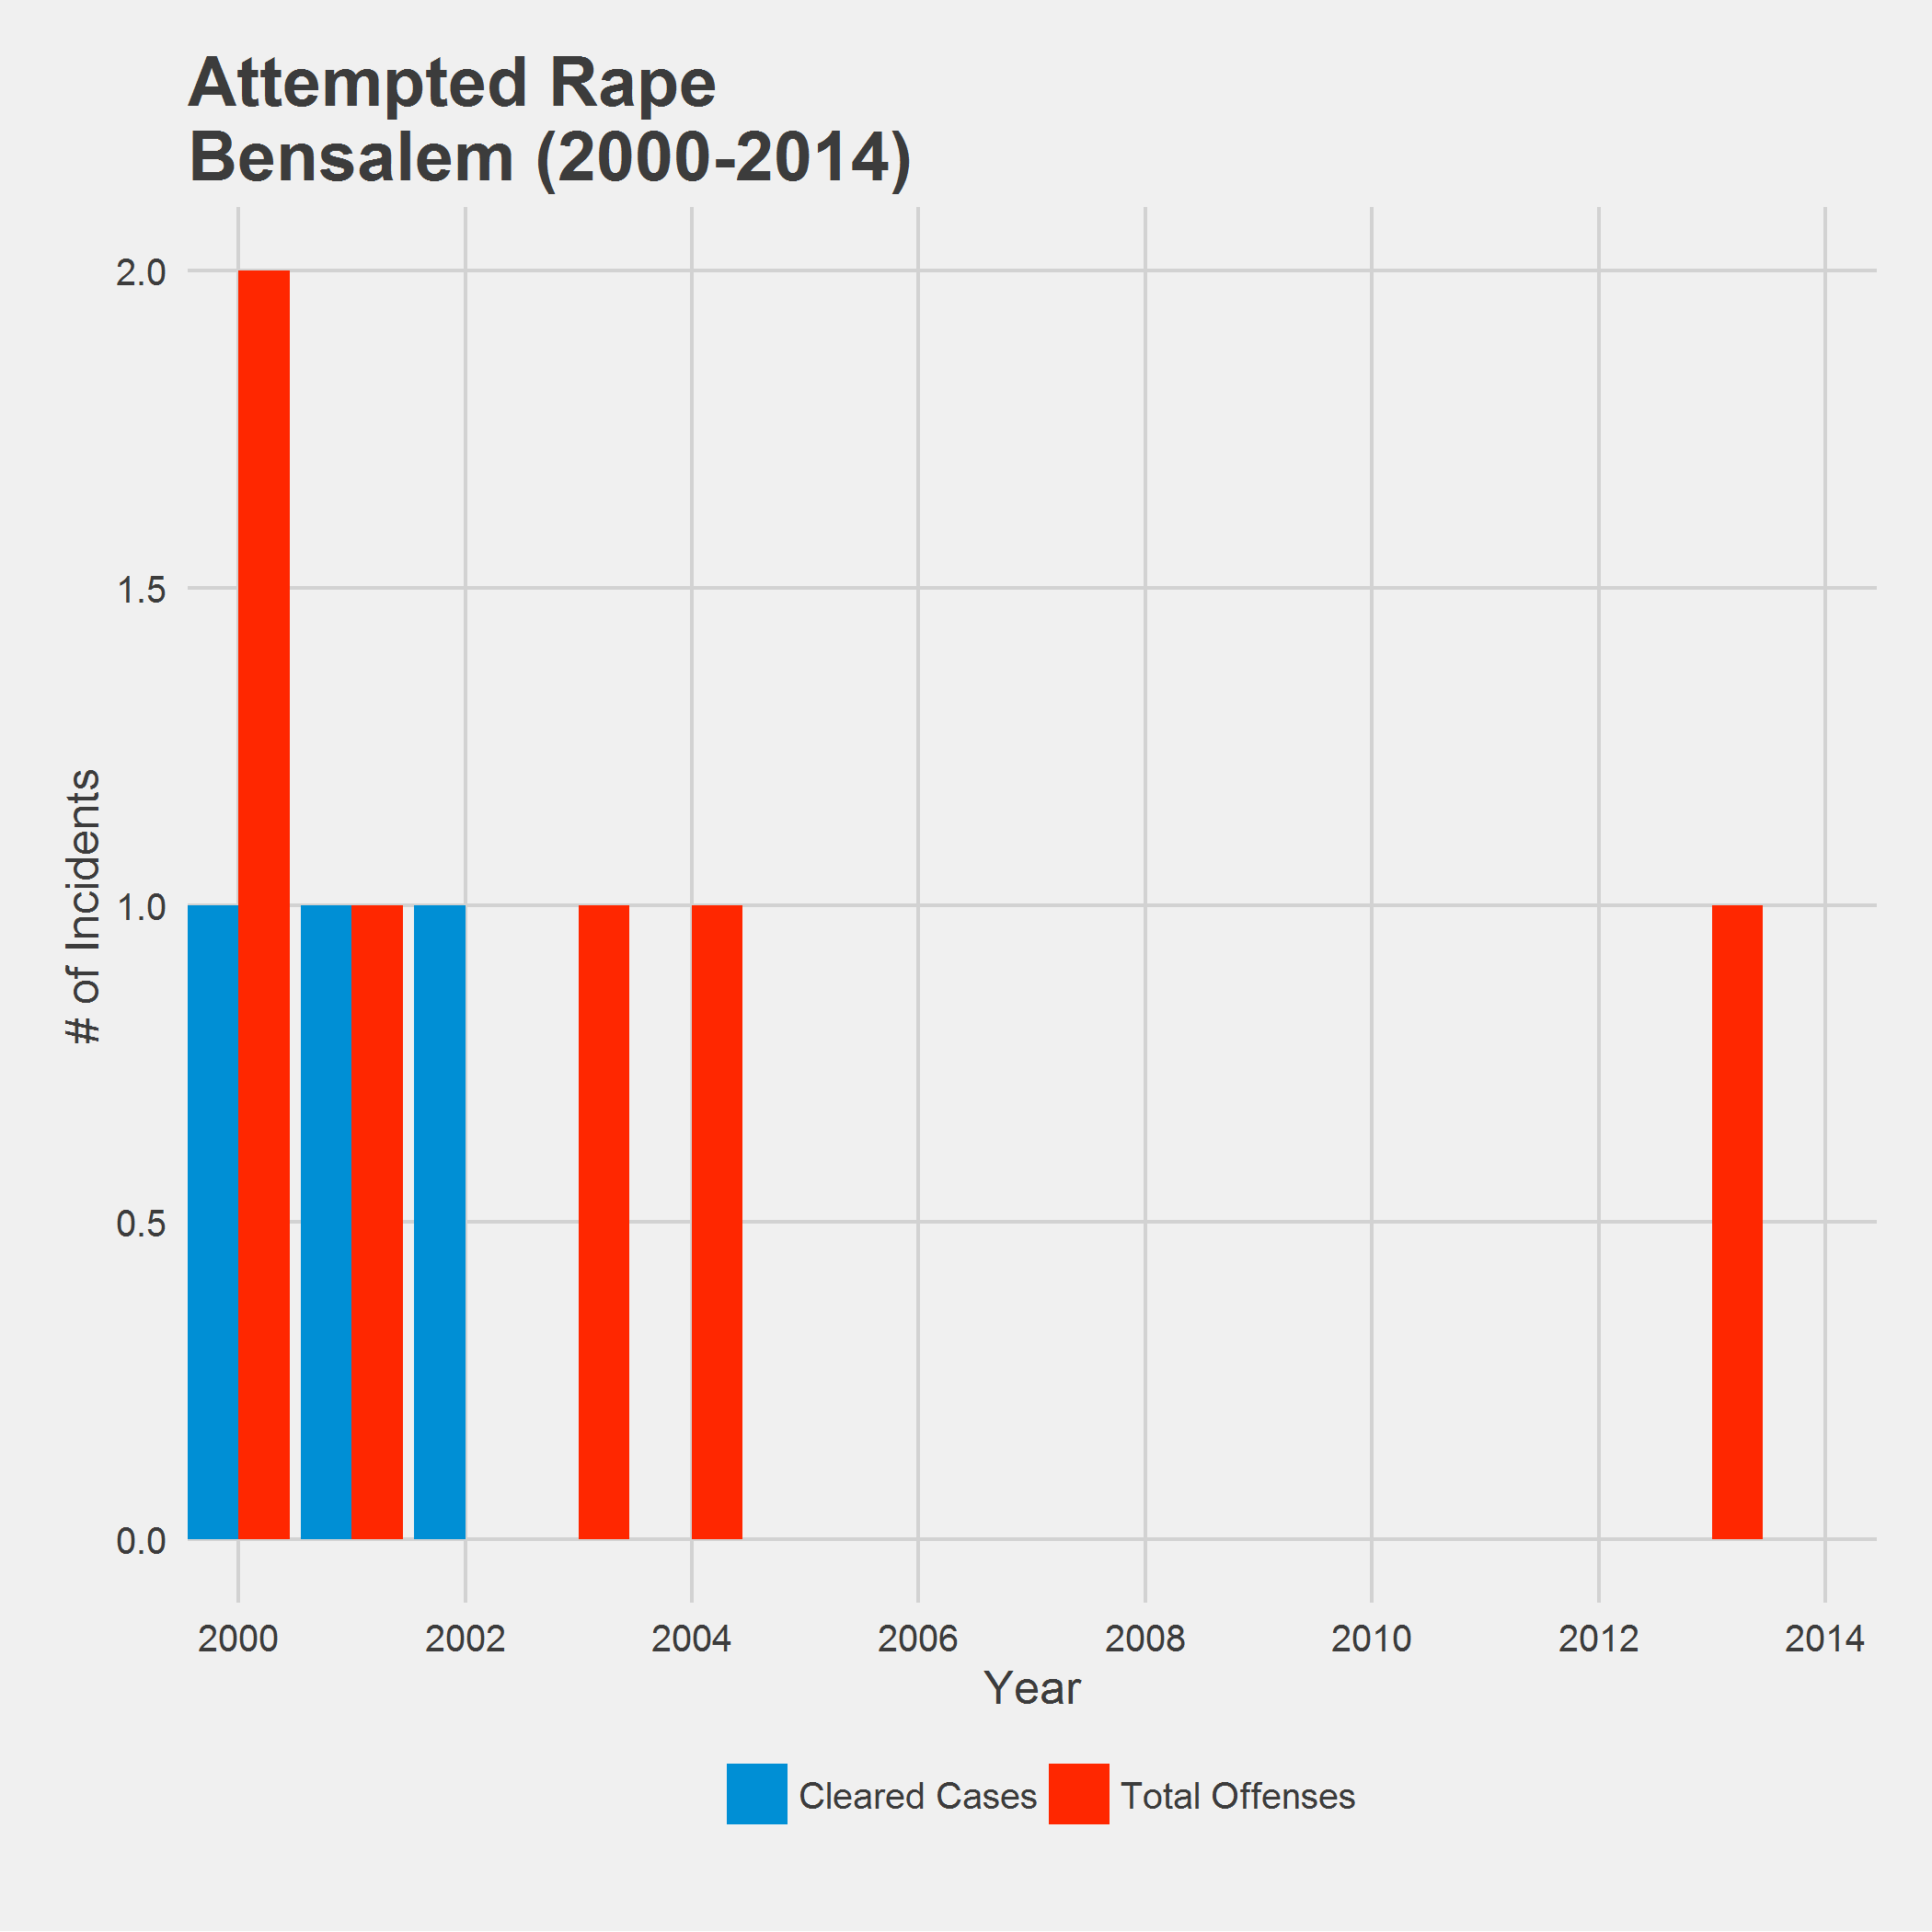 Attempted Rape
Bensalem (2000-2014)
2.0
1.5
1.0
0.5
0.0
# of Incidents
2000 2002 2004 2006 2008 2010 2012 2014
Year
Cleared Cases Total Offenses